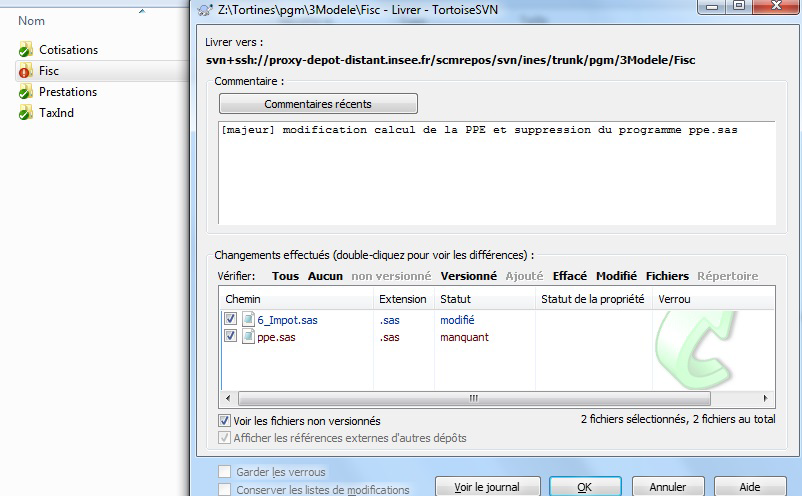 Z:\Tortines\pgm\3Modele\Fisc - Livrer - TortoiseSVN
Nom
Cotisations
Fisc
Prestations
TaxInd
Livrer vers :
svn+ssh://proxy-depot-distant.insee.fr/scmrepos/svn/ines/trunk/pgm/3Modele/Fisc
Commentaire :
Commentaires récents
[majeur] modification calcul de la PPE et suppression du programme ppe.sas
Changements effectués (double-cliquez pour voir les différences) :
Vérifier: Tous Aucun non versionné Versionné Ajouté Effacé Modifié Fichiers Répertoire
Chemin Extension Statut Statut de la propriété Verrou
6_Impot.sas .sas modifié
ppe.sas .sas manquant
Voir les fichiers non versionnés 2 fichiers sélectionnés, 2 fichiers au total
Afficher les références externes d'autres dépôts
Garder les verrous
Conserver les listes de modifications
Voir le journal OK Annuler Aide